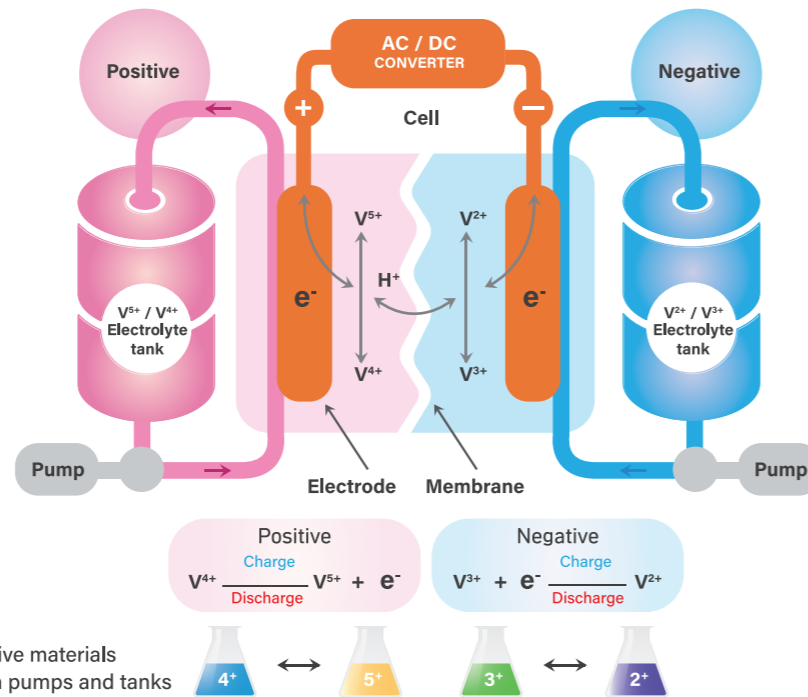 AC / DC
CONVERTER
Positive
Negative
+
−
Cell
V⁵⁺
V²⁺
H⁺
e⁻
e⁻
V⁵⁺ / V⁴⁺
Electrolyte
tank
V²⁺ / V³⁺
Electrolyte
tank
V⁴⁺
V³⁺
Pump
Pump
Electrode
Membrane
Positive
Charge
V⁴⁺ V⁵⁺ + e⁻
Discharge
Negative
Charge
V³⁺ + e⁻ V²⁺
Discharge
ive materials
pumps and tanks
4⁺
5⁺
3⁺
2⁺